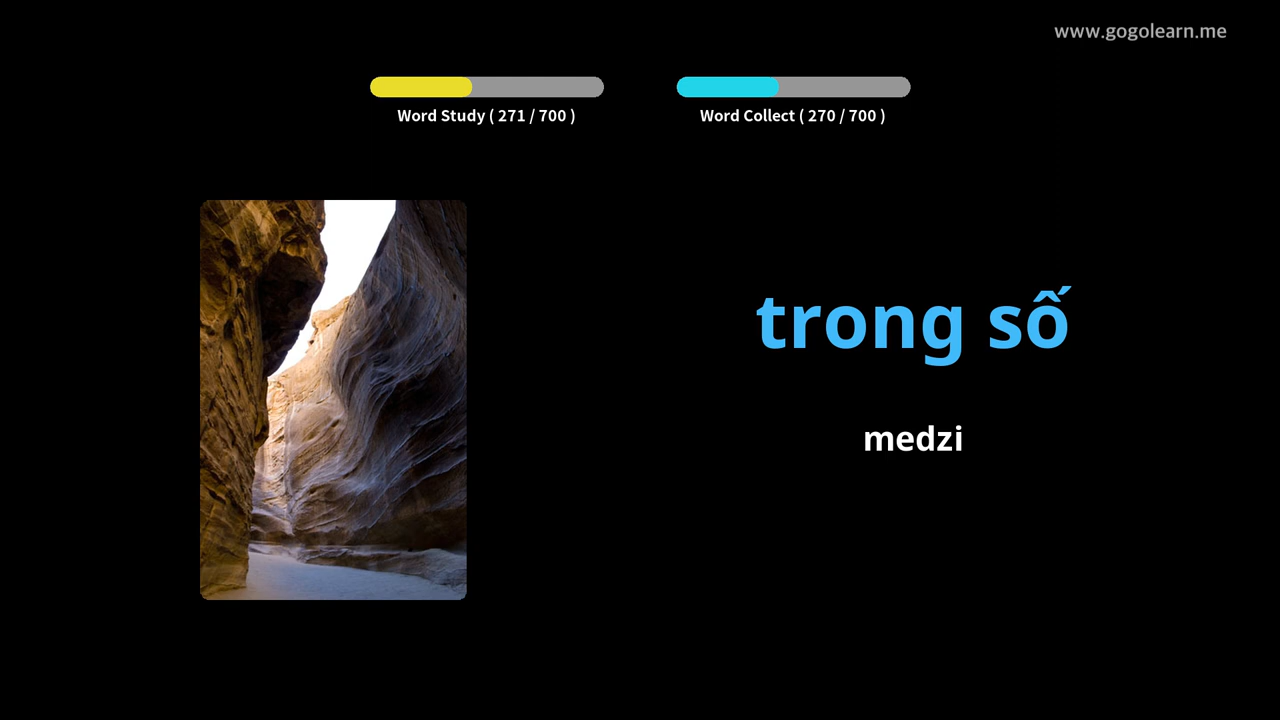 www.gogolearn.me
Word Study ( 271 / 700 )
Word Collect ( 270 / 700 )
trong số
medzi